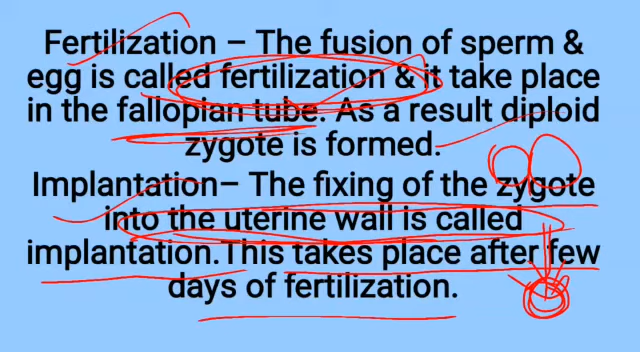 Fertilization – The fusion of sperm &
egg is called fertilization & it take place
in the fallopian tube. As a result diploid
zygote is formed.
Implantation– The fixing of the zygote
into the uterine wall is called
implantation.This takes place after few
days of fertilization.